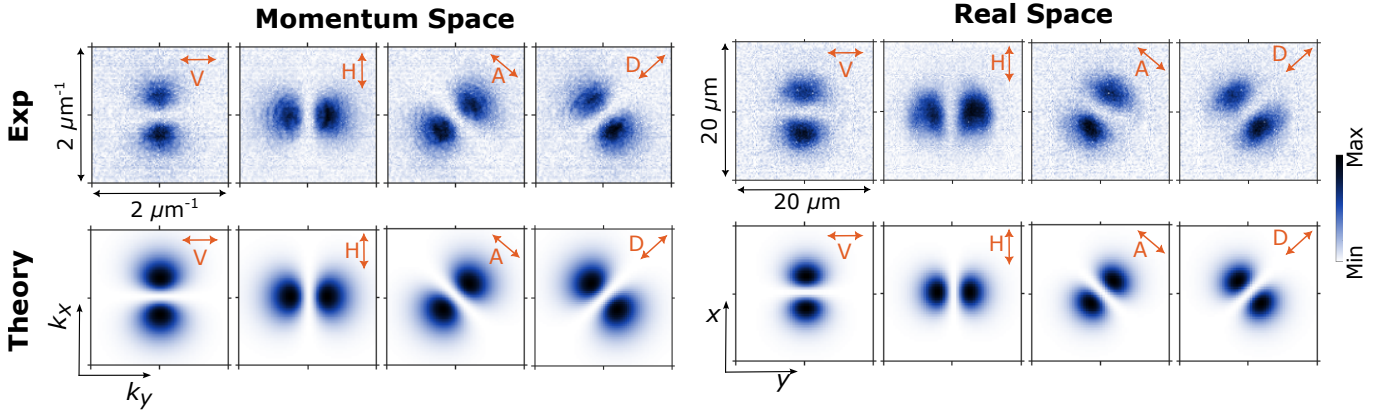 Momentum Space
Real Space
Exp
2 µm⁻¹
V
H
A
D
20 µm
V
H
A
D
2 µm⁻¹
20 µm
Max
Min
Theory
kₓ
V
H
A
D
x
V
H
A
D
k_y
y